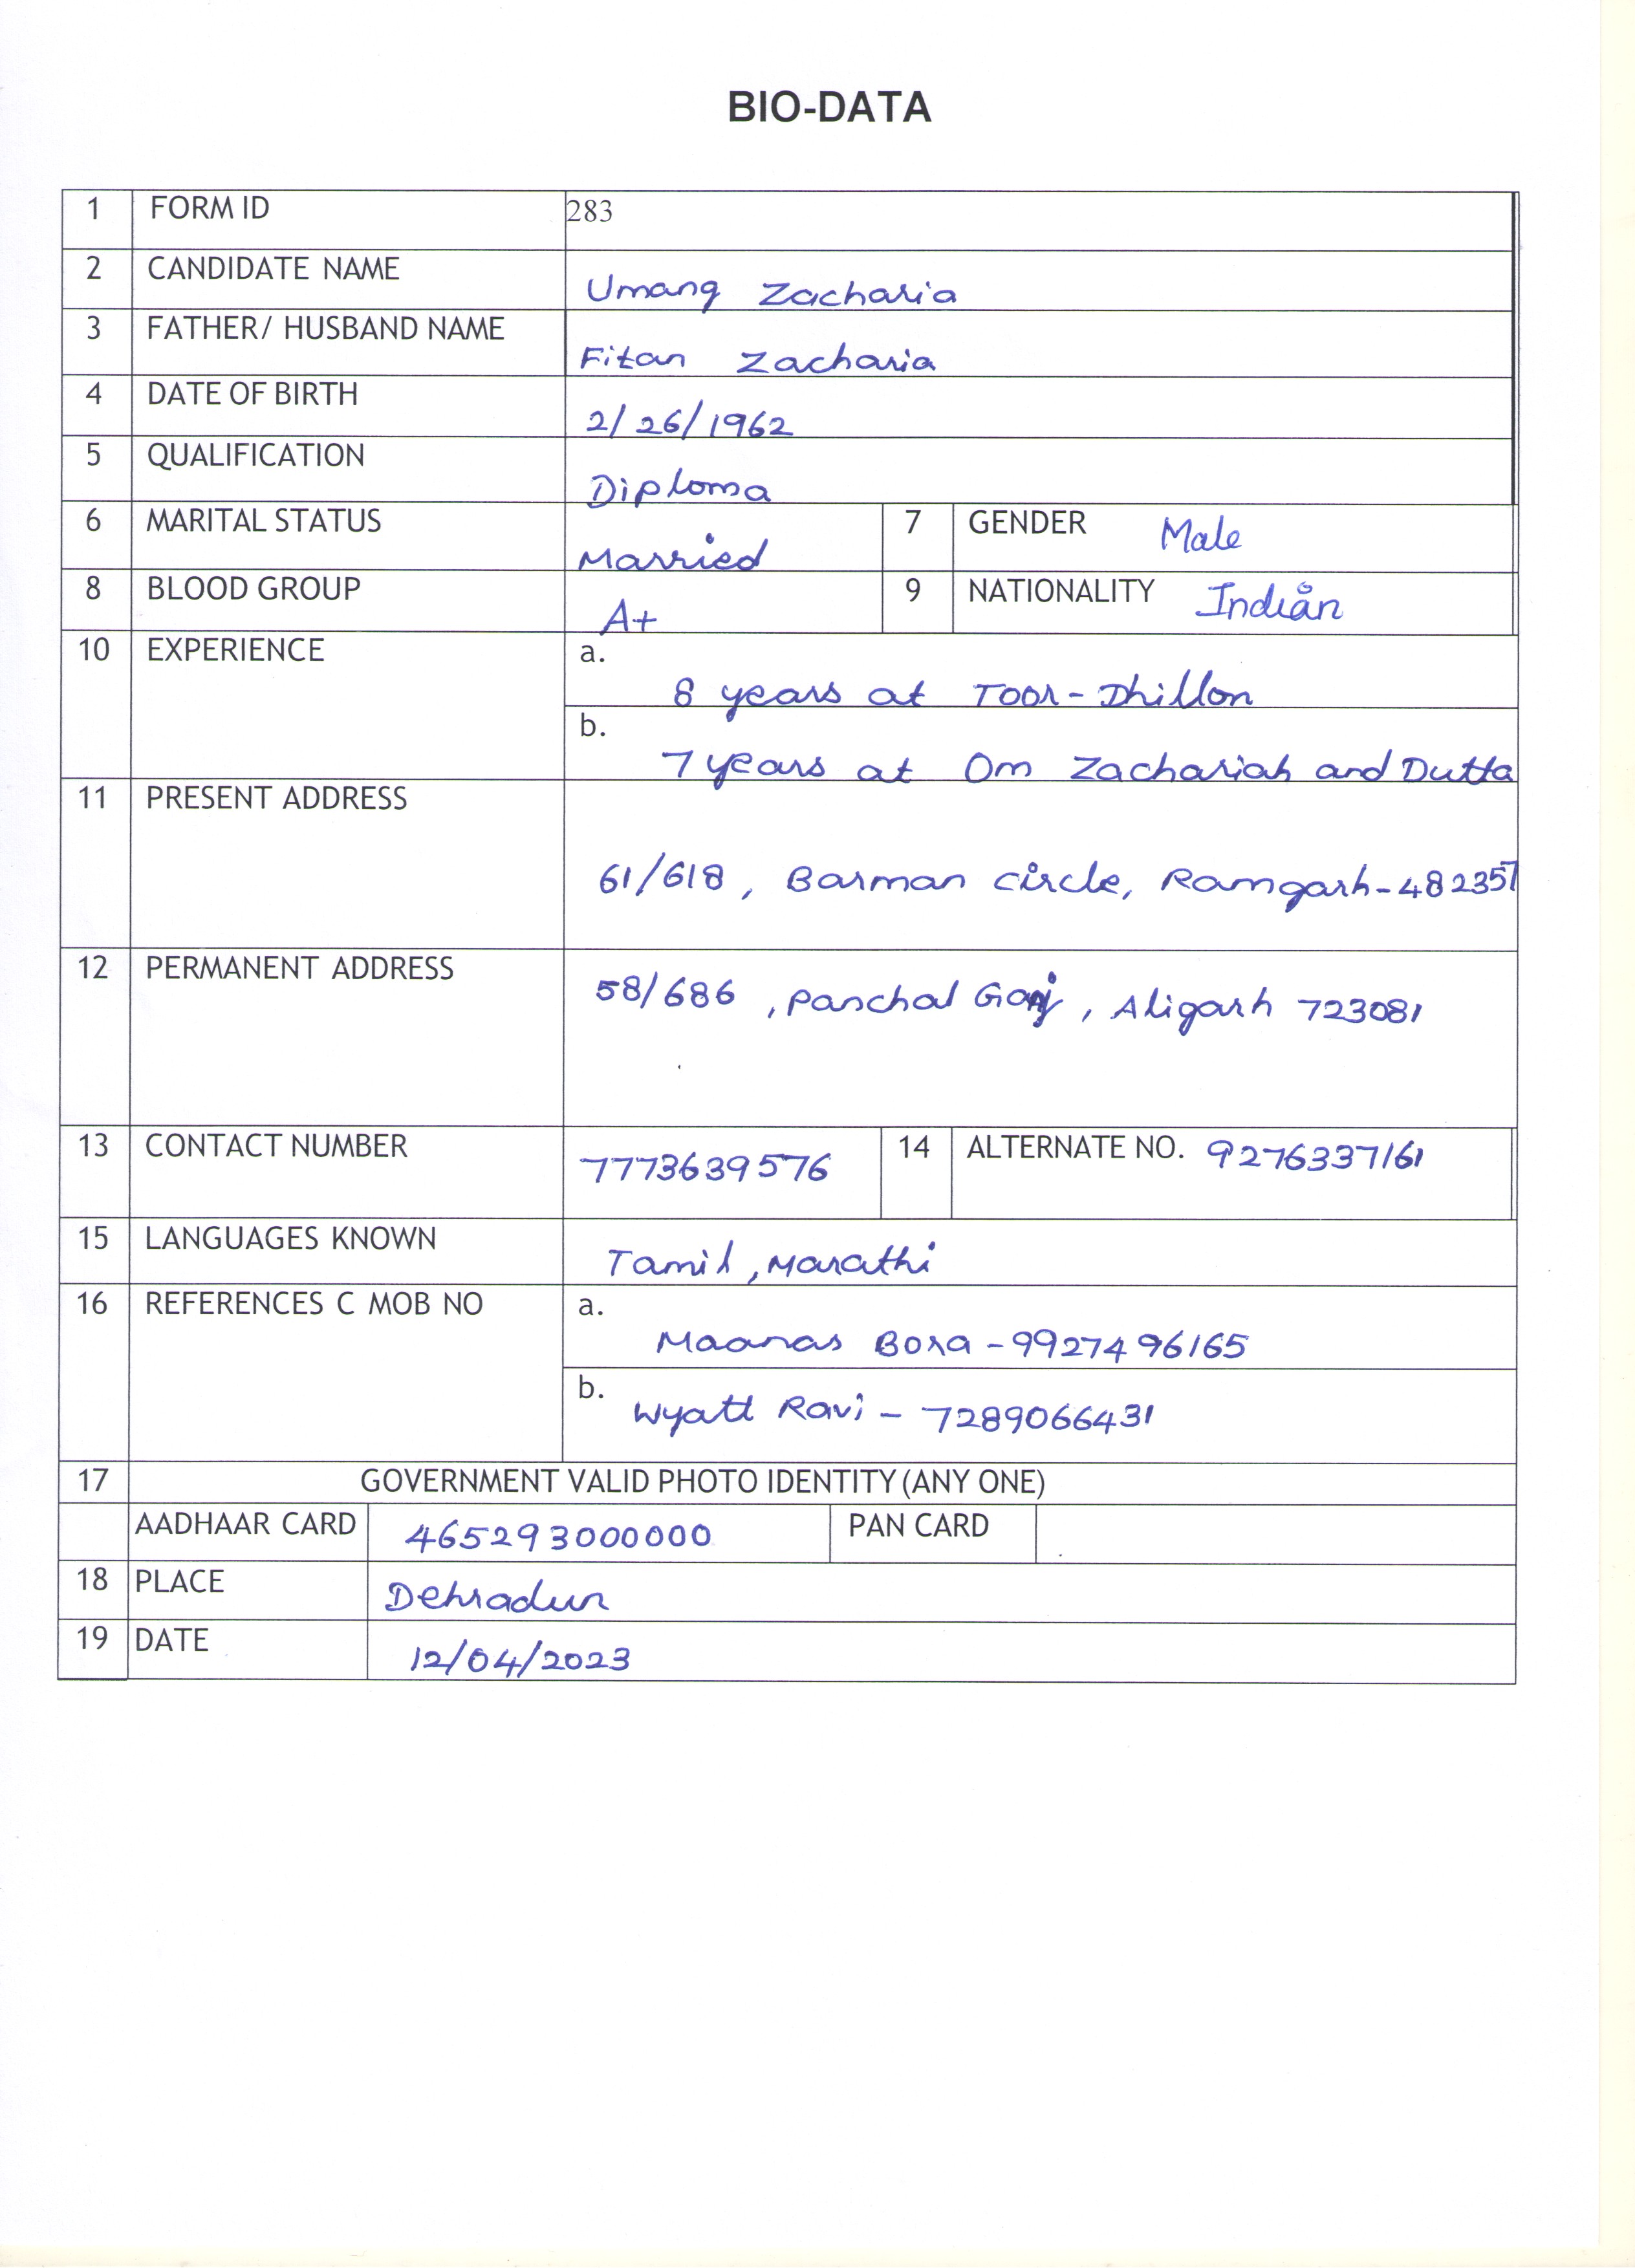 BIO-DATA
1 FORM ID 283
2 CANDIDATE NAME Umang Zacharia
3 FATHER/ HUSBAND NAME Fitan Zacharia
4 DATE OF BIRTH 2/26/1962
5 QUALIFICATION Diploma
6 MARITAL STATUS Married 7 GENDER Male
8 BLOOD GROUP A+ 9 NATIONALITY Indian
10 EXPERIENCE a. 8 years at Toor-Dhillon
b. 7 years at Om Zachariah and Dutta
11 PRESENT ADDRESS 61/618, Barman circle, Ramgarh-482357
12 PERMANENT ADDRESS 58/686, Panchal Ganj, Aligarh 723081
13 CONTACT NUMBER 7773639576 14 ALTERNATE NO. 9276337161
15 LANGUAGES KNOWN Tamil, Marathi
16 REFERENCES C MOB NO a. Maanas Bora-9927496165
b. Wyatt Ravi - 7289066431
17 GOVERNMENT VALID PHOTO IDENTITY (ANY ONE)
AADHAAR CARD 465293000000 PAN CARD
18 PLACE Dehradun
19 DATE 12/04/2023